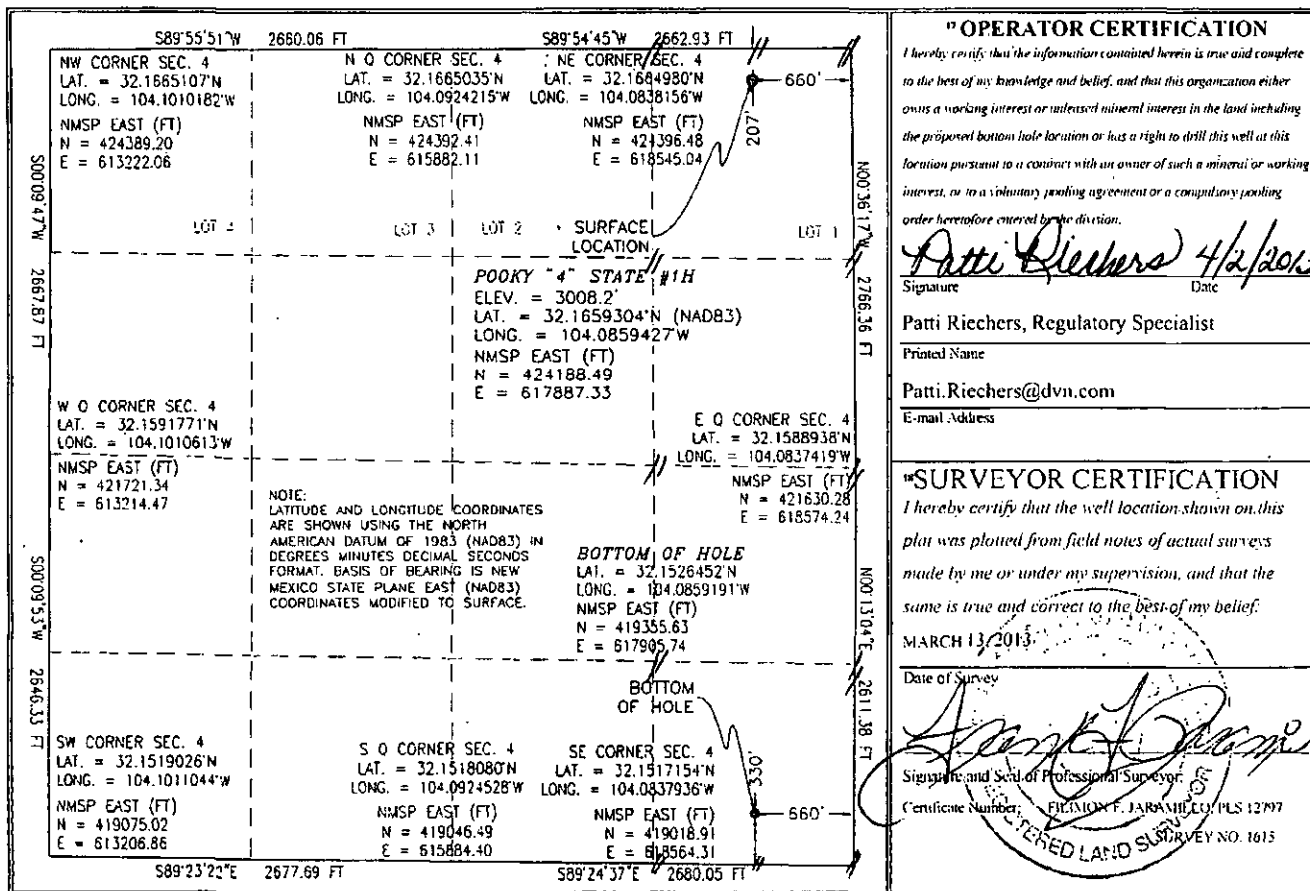 S89°55'51"W 2660.06 FT S89°54'45"W 2662.93 FT
NW CORNER SEC. 4
LAT. = 32.1665107°N
LONG. = 104.1010182°W
NMSP EAST (FT)
N = 424389.20
E = 613222.06
N Q CORNER SEC. 4
LAT. = 32.1665035°N
LONG. = 104.0924215°W
NMSP EAST (FT)
N = 424392.41
E = 615882.11
NE CORNER SEC. 4
LAT. = 32.1664980°N
LONG. = 104.0838156°W
NMSP EAST (FT)
N = 424396.48
E = 618545.04
660'
207'
S00°09'47"W 2667.87 FT
N00°36'17"W 2766.36 FT
LOT 4 LOT 3 LOT 2 SURFACE LOT 1
LOCATION
POOKY "4" STATE #1H
ELEV. = 3008.2'
LAT. = 32.1659304°N (NAD83)
LONG. = 104.0859427°W
NMSP EAST (FT)
N = 424188.49
E = 617887.33
W Q CORNER SEC. 4
LAT. = 32.1591771°N
LONG. = 104.1010613°W
NMSP EAST (FT)
N = 421721.34
E = 613214.47
E Q CORNER SEC. 4
LAT. = 32.1588938°N
LONG. = 104.0837419°W
NMSP EAST (FT)
N = 421630.28
E = 618574.24
NOTE:
LATITUDE AND LONGITUDE COORDINATES
ARE SHOWN USING THE NORTH
AMERICAN DATUM OF 1983 (NAD83) IN
DEGREES MINUTES DECIMAL SECONDS
FORMAT. BASIS OF BEARING IS NEW
MEXICO STATE PLANE EAST (NAD83)
COORDINATES MODIFIED TO SURFACE.
BOTTOM OF HOLE
LAT. = 32.1526452°N
LONG. = 104.0859191°W
NMSP EAST (FT)
N = 419355.63
E = 617905.74
S00°09'53"W 2646.33 FT
N00°13'04"E 2611.38 FT
BOTTOM
OF HOLE
SW CORNER SEC. 4
LAT. = 32.1519026°N
LONG. = 104.1011044°W
NMSP EAST (FT)
N = 419075.02
E = 613206.86
S Q CORNER SEC. 4
LAT. = 32.1518080°N
LONG. = 104.0924528°W
NMSP EAST (FT)
N = 419046.49
E = 615884.40
SE CORNER SEC. 4
LAT. = 32.1517154°N
LONG. = 104.0837936°W
NMSP EAST (FT)
N = 419018.91
E = 618564.31
330'
660'
S89°23'22"E 2677.69 FT S89°24'37"E 2680.05 FT
17 OPERATOR CERTIFICATION
I hereby certify that the information contained herein is true and complete
to the best of my knowledge and belief, and that this organization either
owns a working interest or unleased mineral interest in the land including
the proposed bottom hole location or has a right to drill this well at this
location pursuant to a contract with an owner of such a mineral or working
interest, or to a voluntary pooling agreement or a compulsory pooling
order heretofore entered by the division.
Patti Riechers 4/2/2013
Signature Date
Patti Riechers, Regulatory Specialist
Printed Name
Patti.Riechers@dvn.com
E-mail Address
18 SURVEYOR CERTIFICATION
I hereby certify that the well location shown on this
plat was plotted from field notes of actual surveys
made by me or under my supervision, and that the
same is true and correct to the best of my belief.
MARCH 13, 2013
Date of Survey
Signature and Seal of Professional Surveyor:
Certificate Number: FILIMON F. JARAMILLO, PLS 12797
SURVEY NO. 1615
REGISTERED LAND SURVEYOR